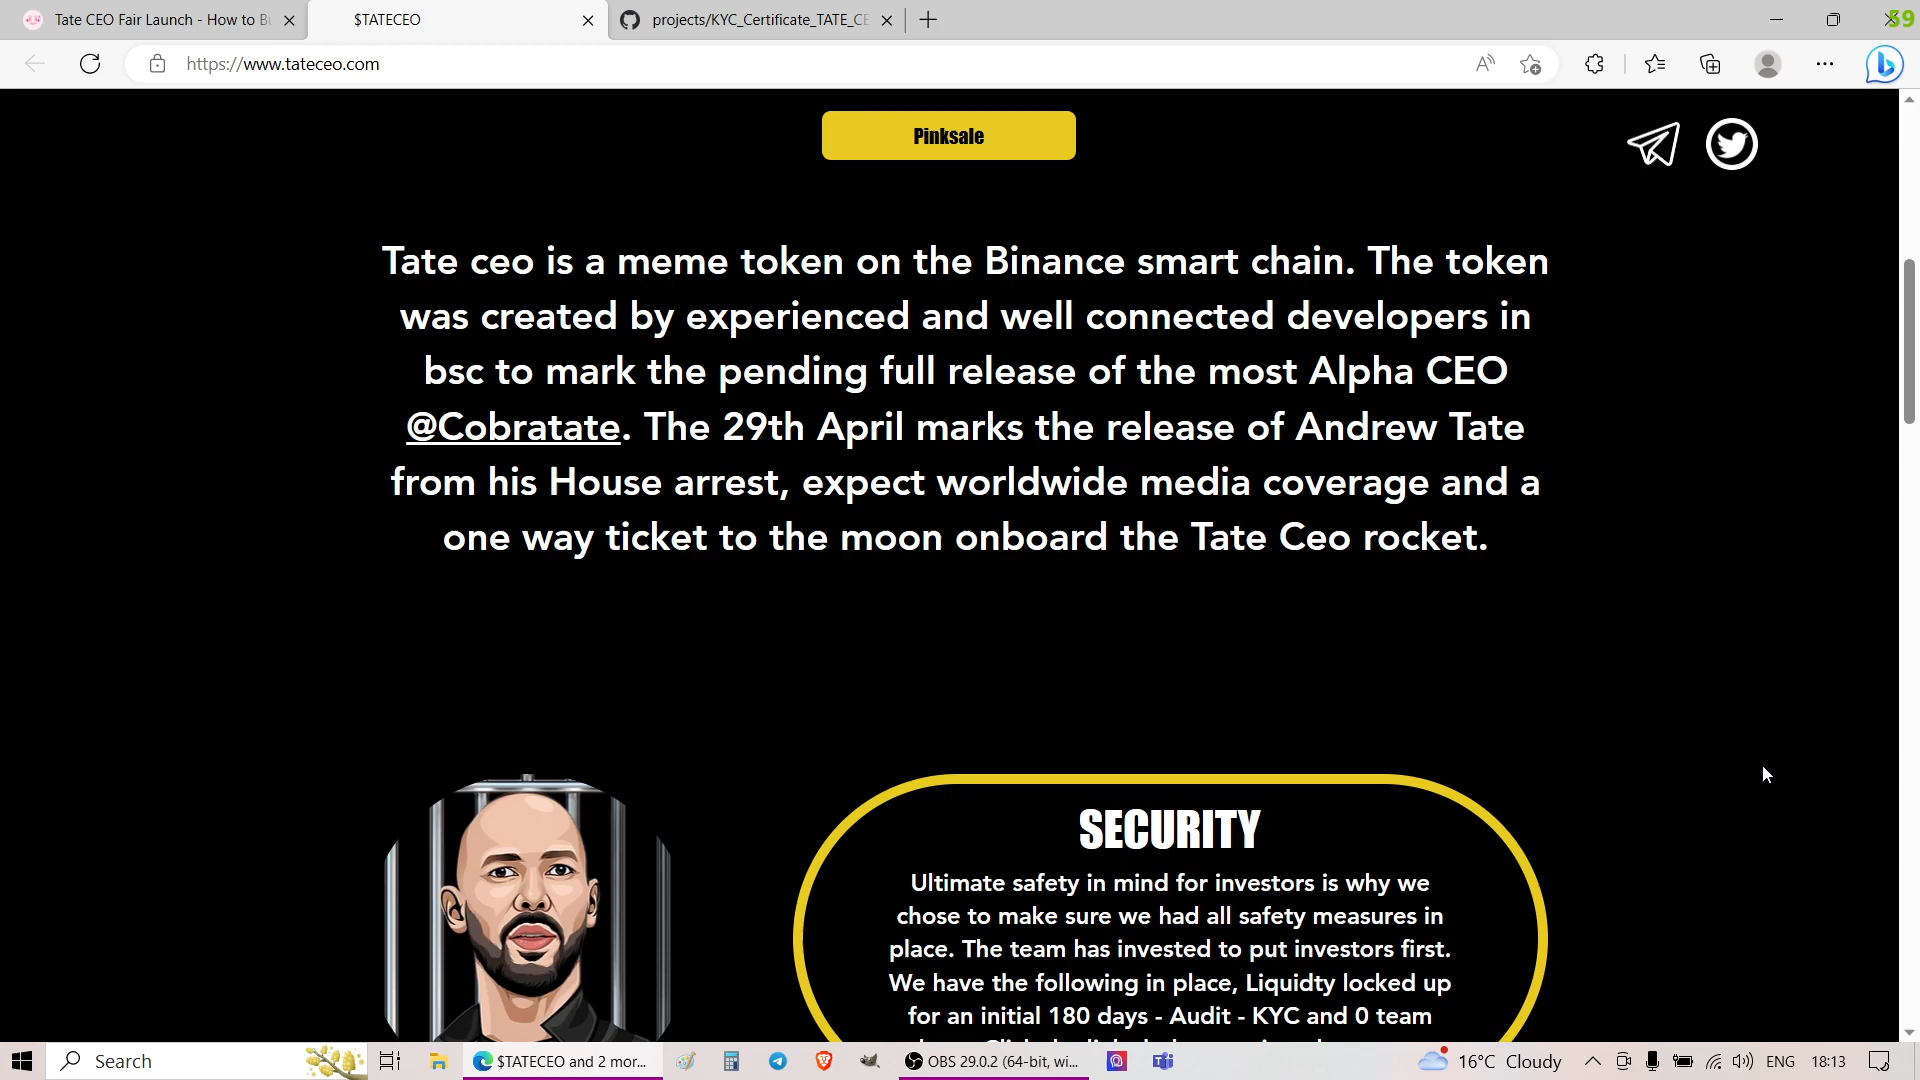 Tate CEO Fair Launch - How to B
$TATECEO
projects/KYC_Certificate_TATE_CE
59
https://www.tateceo.com
Pinksale
Tate ceo is a meme token on the Binance smart chain. The token
was created by experienced and well connected developers in
bsc to mark the pending full release of the most Alpha CEO
@Cobratate. The 29th April marks the release of Andrew Tate
from his House arrest, expect worldwide media coverage and a
one way ticket to the moon onboard the Tate Ceo rocket.
SECURITY
Ultimate safety in mind for investors is why we
chose to make sure we had all safety measures in
place. The team has invested to put investors first.
We have the following in place, Liquidty locked up
for an initial 180 days - Audit - KYC and 0 team
Search
$TATECEO and 2 mor...
OBS 29.0.2 (64-bit, wi...
16°C Cloudy
ENG
18:13